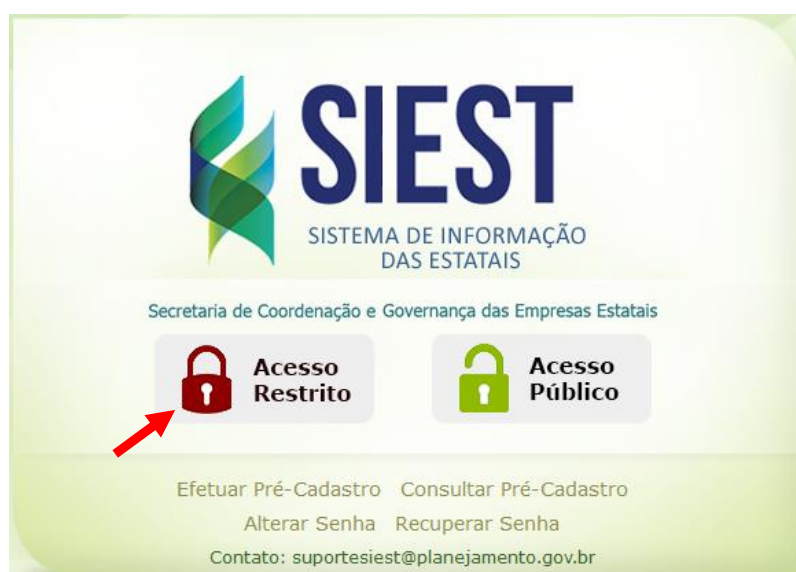 SIEST
SISTEMA DE INFORMAÇÃO
DAS ESTATAIS
Secretaria de Coordenação e Governança das Empresas Estatais
Acesso
Restrito
Acesso
Público
Efetuar Pré-Cadastro Consultar Pré-Cadastro
Alterar Senha Recuperar Senha
Contato: suportesiest@planejamento.gov.br